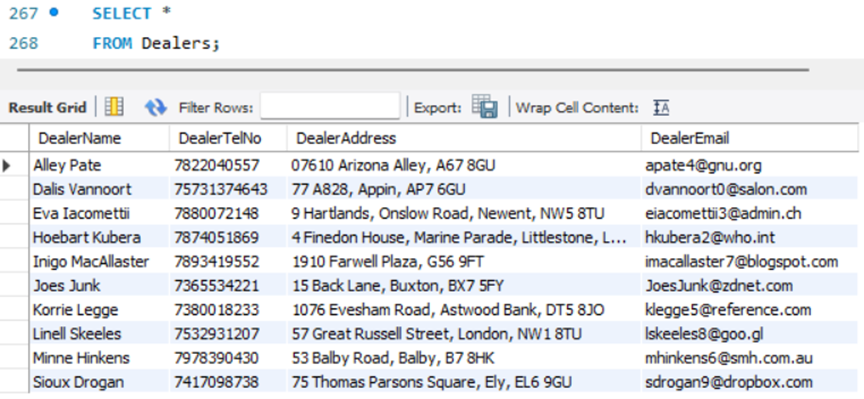 267 SELECT *
268 FROM Dealers;
Result Grid Filter Rows: Export: Wrap Cell Content: IA
DealerName DealerTelNo DealerAddress DealerEmail
Alley Pate 7822040557 07610 Arizona Alley, A67 8GU apate4@gnu.org
Dalis Vannoort 75731374643 77 A828, Appin, AP7 6GU dvannoort0@salon.com
Eva Iacomettii 7880072148 9 Hartlands, Onslow Road, Newent, NW5 8TU eiacomettii3@admin.ch
Hoebart Kubera 7874051869 4 Finedon House, Marine Parade, Littlestone, L... hkubera2@who.int
Inigo MacAllaster 7893419552 1910 Farwell Plaza, G56 9FT imacallaster7@blogspot.com
Joes Junk 7365534221 15 Back Lane, Buxton, BX7 5FY JoesJunk@zdnet.com
Korrie Legge 7380018233 1076 Evesham Road, Astwood Bank, DT5 8JO klegge5@reference.com
Linell Skeeles 7532931207 57 Great Russell Street, London, NW1 8TU lskeeles8@goo.gl
Minne Hinkens 7978390430 53 Balby Road, Balby, B7 8HK mhinkens6@smh.com.au
Sioux Drogan 7417098738 75 Thomas Parsons Square, Ely, EL6 9GU sdrogan9@dropbox.com